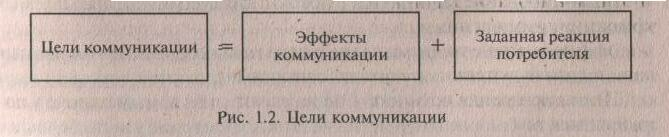 Цели коммуникации = Эффекты коммуникации + Заданная реакция потребителя
Рис. 1.2. Цели коммуникации